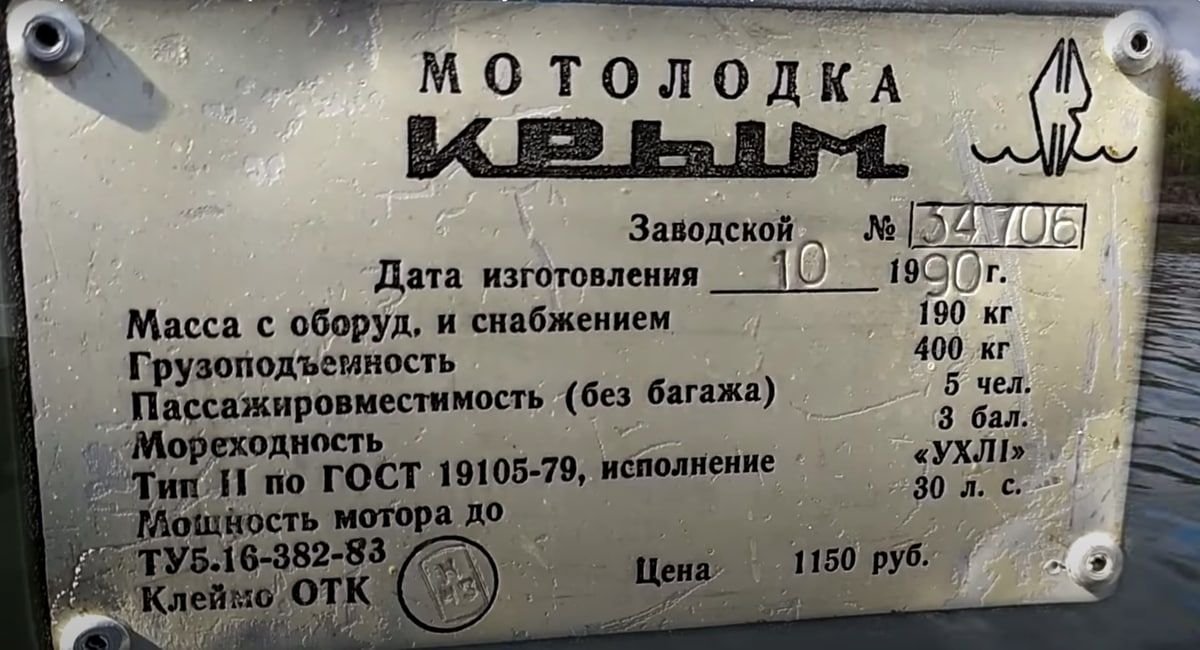 МОТОЛОДКА
КРЫМ
Заводской № 34706
Дата изготовления 10 1990 г.
Масса с оборуд. и снабжением 190 кг
Грузоподъемность 400 кг
Пассажировместимость (без багажа) 5 чел.
Мореходность 3 бал.
Тип II по ГОСТ 19105-79, исполнение «УХЛI»
Мощность мотора до 30 л. с.
ТУ5.16-382-83
Клеймо ОТК Цена 1150 руб.